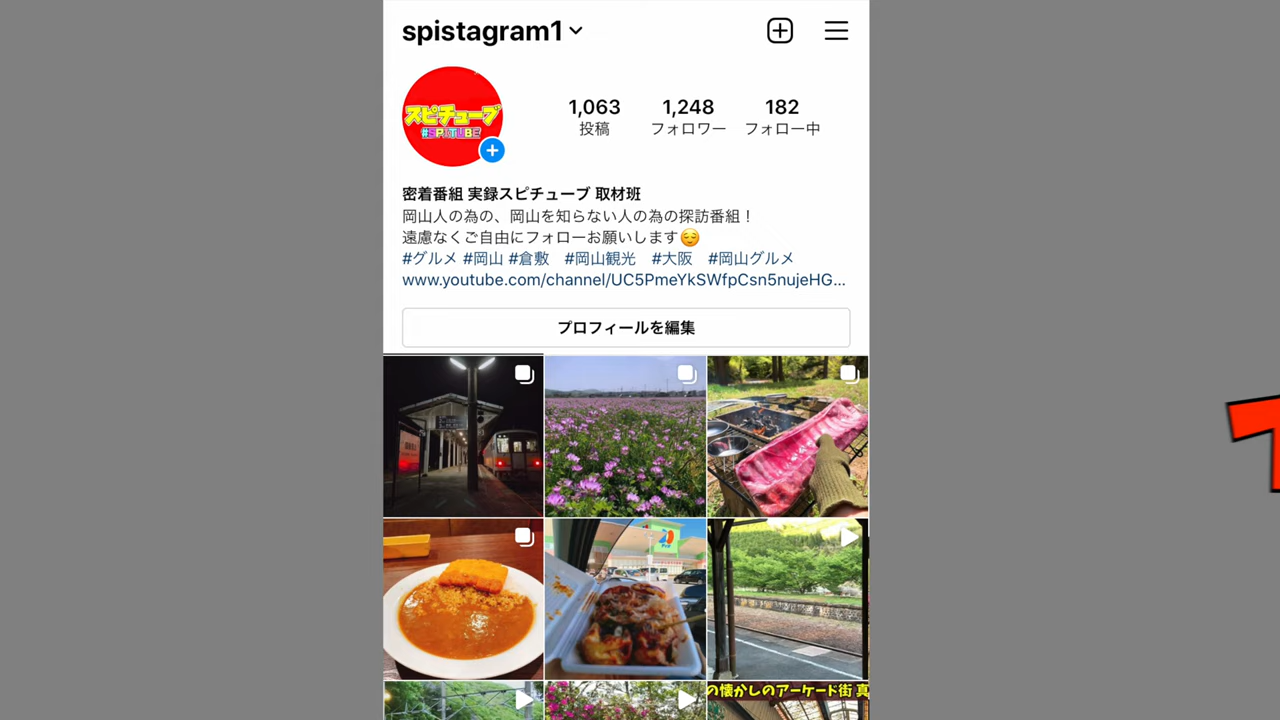 spistagram1
スピチューブ
#SPITUBE
1,063
投稿
1,248
フォロワー
182
フォロー中
密着番組 実録スピチューブ 取材班
岡山人の為の、岡山を知らない人の為の探訪番組！
遠慮なくご自由にフォローお願いします😌
#グルメ #岡山 #倉敷　#岡山観光　#大阪　#岡山グルメ
www.youtube.com/channel/UC5PmeYkSWfpCsn5nujeHG...
プロフィールを編集
の懐かしのアーケード街 真